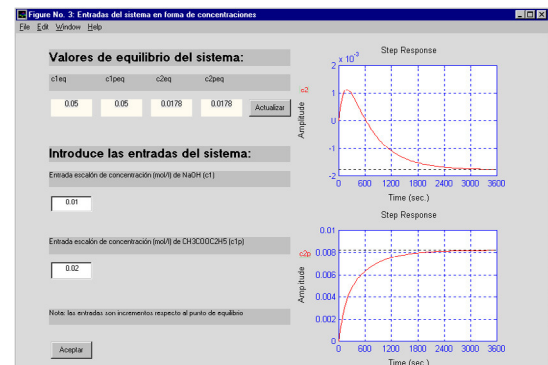 Figure No. 3: Entradas del sistema en forma de concentraciones
File Edit Window Help
Valores de equilibrio del sistema:
c1eq c1peq c2eq c2peq
0.05 0.05 0.0178 0.0178 Actualizar
Introduce las entradas del sistema:
Entrada escalón de concentración (mol/l) de NaOH (c1)
0.01
Entrada escalón de concentración (mol/l) de CH3COOC2H5 (c1p)
0.02
Nota: las entradas son incrementos respecto al punto de equilibrio
Aceptar
Step Response
x 10^-3
c2
Amplitude
2
1
0
-1
-2
0 600 1200 1800 2400 3000 3600
Time (sec.)
Step Response
c2p
Amplitude
0.01
0.008
0.006
0.004
0.002
0
0 600 1200 1800 2400 3000 3600
Time (sec.)